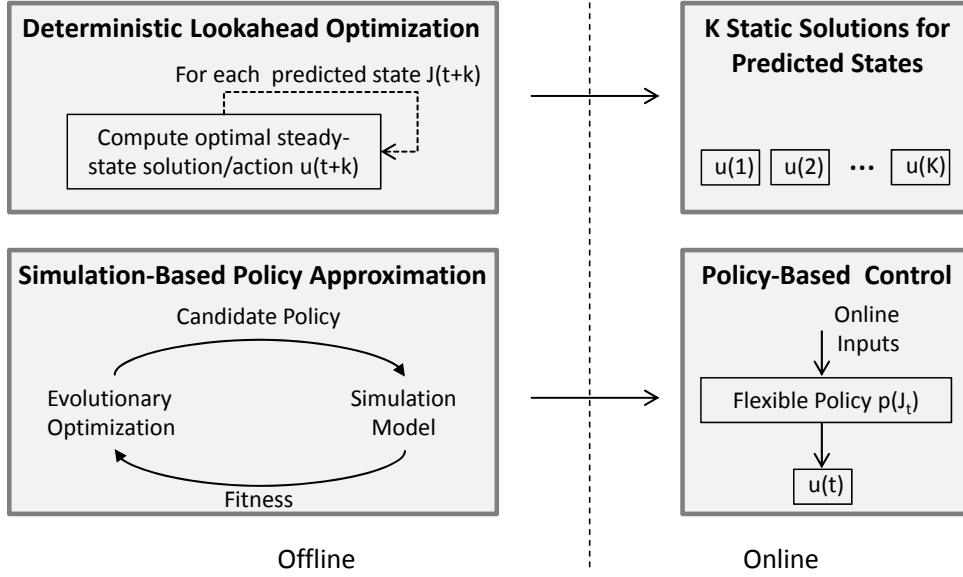 Deterministic Lookahead Optimization
For each predicted state J(t+k)
Compute optimal steady-
state solution/action u(t+k)
K Static Solutions for
Predicted States
u(1) u(2) ... u(K)
Simulation-Based Policy Approximation
Candidate Policy
Evolutionary
Optimization
Simulation
Model
Fitness
Policy-Based Control
Online
Inputs
Flexible Policy p(Jₜ)
u(t)
Offline
Online